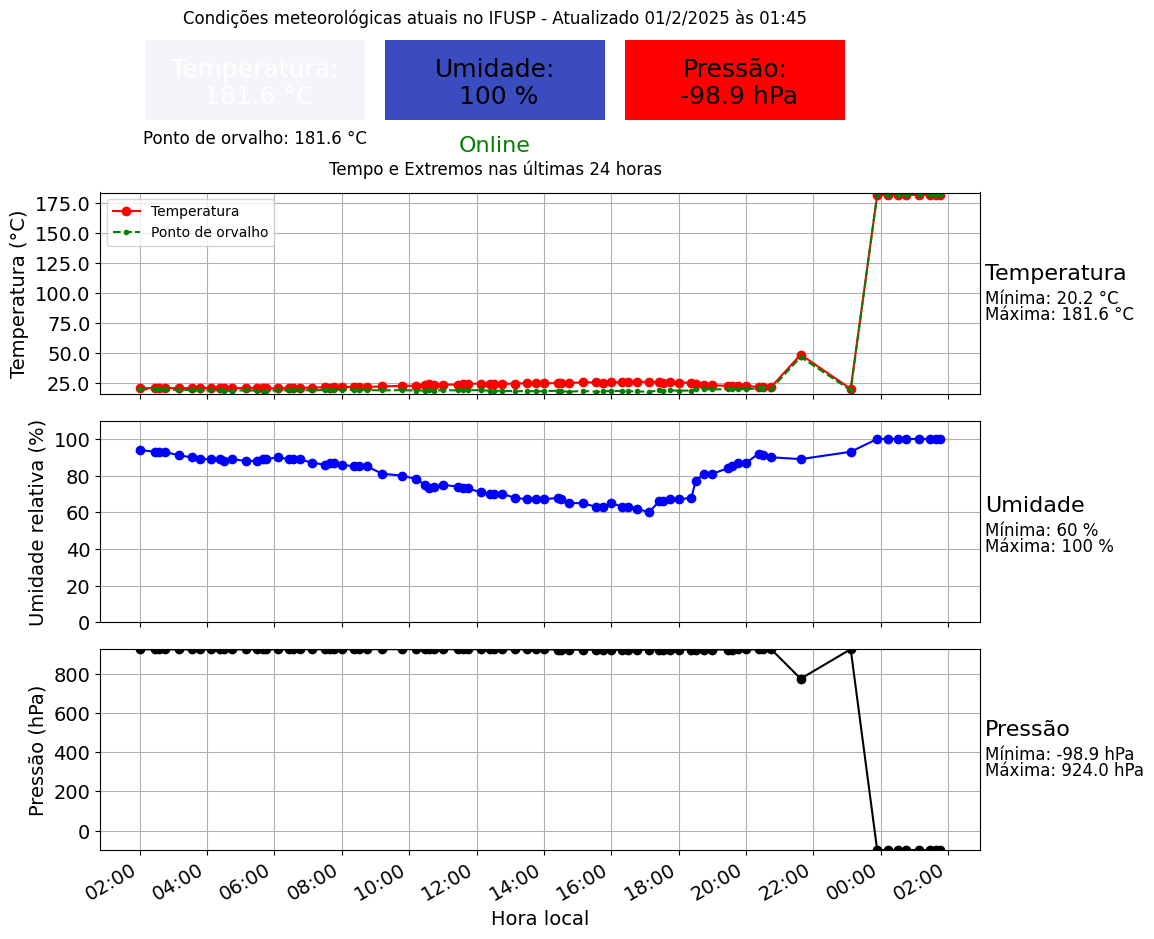 Condições meteorológicas atuais no IFUSP - Atualizado 01/2/2025 às 01:45
Temperatura:
181.6 °C
Umidade:
100 %
Pressão:
-98.9 hPa
Ponto de orvalho: 181.6 °C
Online
Tempo e Extremos nas últimas 24 horas
Temperatura (°C)
175.0
150.0
125.0
100.0
75.0
50.0
25.0
Temperatura
Ponto de orvalho
Temperatura
Mínima: 20.2 °C
Máxima: 181.6 °C
Umidade relativa (%)
100
80
60
40
20
0
Umidade
Mínima: 60 %
Máxima: 100 %
Pressão (hPa)
800
600
400
200
0
Pressão
Mínima: -98.9 hPa
Máxima: 924.0 hPa
02:00
04:00
06:00
08:00
10:00
12:00
14:00
16:00
18:00
20:00
22:00
00:00
02:00
Hora local